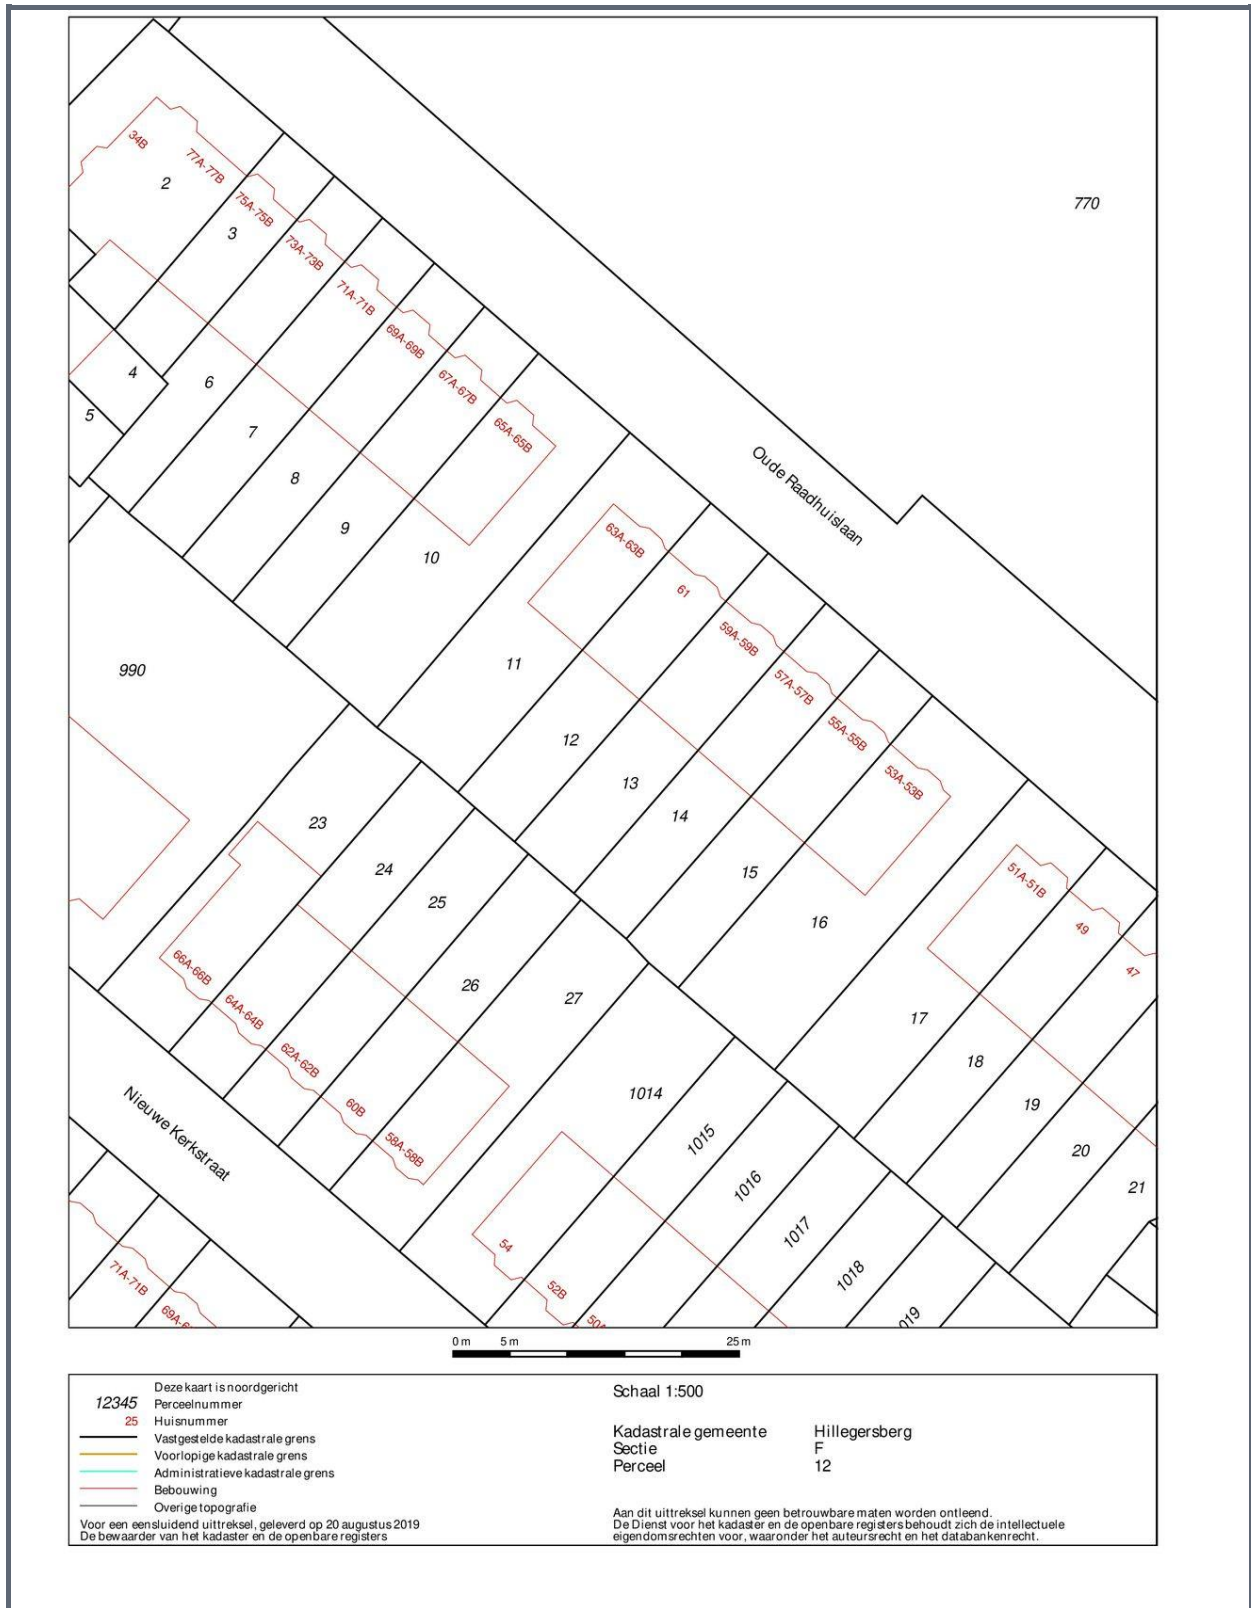 34B
77A-77B
2
770
75A-75B
3
73A-73B
71A-71B
69A-69B
4
6
67A-67B
5
7
65A-65B
8
Oude Raadhuislaan
9
63A-63B
10
61
59A-59B
990
11
57A-57B
12
55A-55B
13
53A-53B
14
23
24
15
51A-51B
25
16
49
66A-66B
47
26
27
64A-64B
17
62A-62B
18
1014
60B
19
Nieuwe Kerkstraat
58A-58B
1015
20
1016
21
1017
54
71A-71B
1018
52B
69A-6
50A
019
0 m 5 m 25 m
Deze kaart is noordgericht
12345 Perceelnummer
25 Huisnummer
Vastgestelde kadastrale grens
Voorlopige kadastrale grens
Administratieve kadastrale grens
Bebouwing
Overige topografie
Voor een eensluidend uittreksel, geleverd op 20 augustus 2019
De bewaarder van het kadaster en de openbare registers
Schaal 1:500
Kadastrale gemeente Hillegersberg
Sectie F
Perceel 12
Aan dit uittreksel kunnen geen betrouwbare maten worden ontleend.
De Dienst voor het kadaster en de openbare registers behoudt zich de intellectuele
eigendomsrechten voor, waaronder het auteursrecht en het databankenrecht.